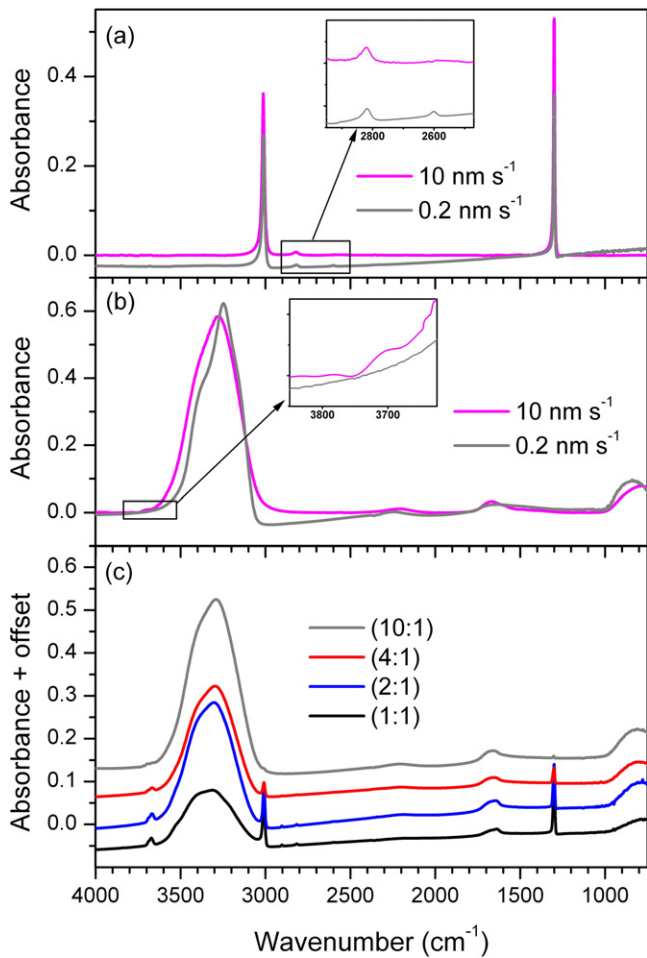 (a)
0.4
0.2
0.0
Absorbance
2800 2600
10 nm s⁻¹
0.2 nm s⁻¹
(b)
0.6
0.4
0.2
0.0
Absorbance
3800 3700
10 nm s⁻¹
0.2 nm s⁻¹
(c)
0.6
0.5
0.4
0.3
0.2
0.1
0.0
Absorbance + offset
(10:1)
(4:1)
(2:1)
(1:1)
4000 3500 3000 2500 2000 1500 1000
Wavenumber (cm⁻¹)